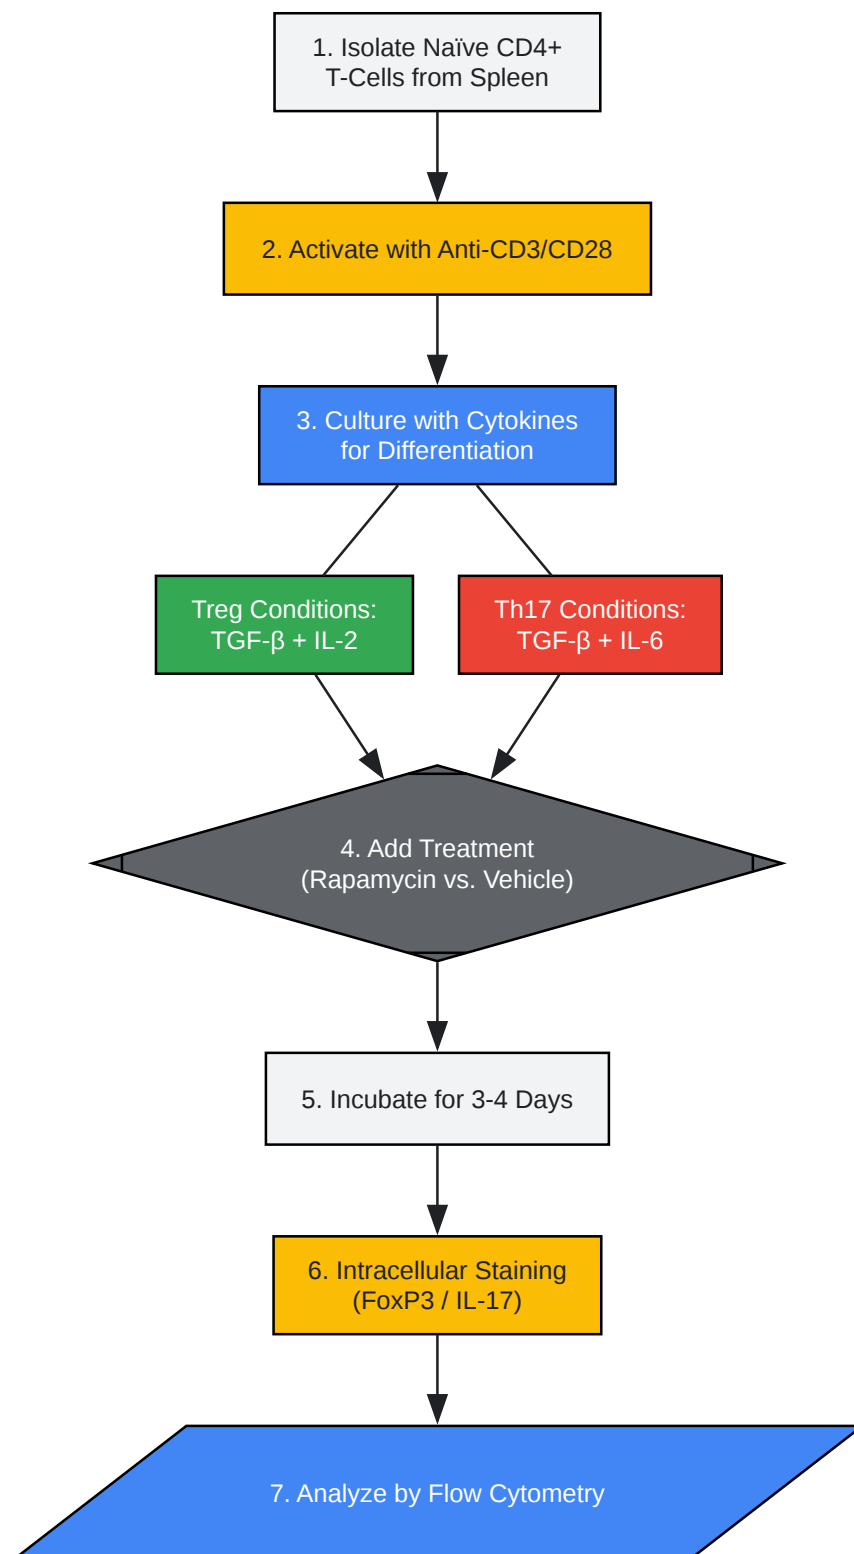 1. Isolate Naïve CD4+
T-Cells from Spleen
2. Activate with Anti-CD3/CD28
3. Culture with Cytokines
for Differentiation
Treg Conditions:
TGF-β + IL-2
Th17 Conditions:
TGF-β + IL-6
4. Add Treatment
(Rapamycin vs. Vehicle)
5. Incubate for 3-4 Days
6. Intracellular Staining
(FoxP3 / IL-17)
7. Analyze by Flow Cytometry